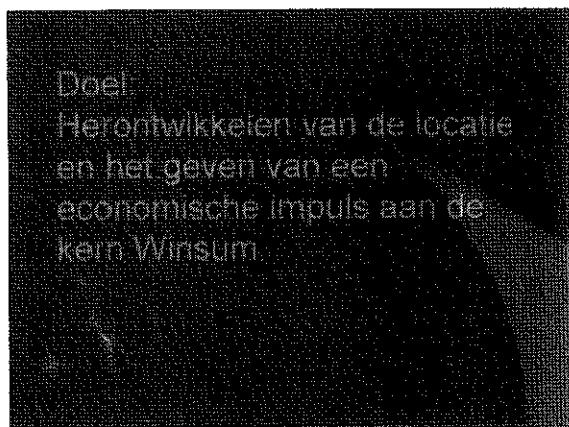 Doel:
Herontwikkelen van de locatie
en het geven van een
economische impuls aan de
kern Winsum